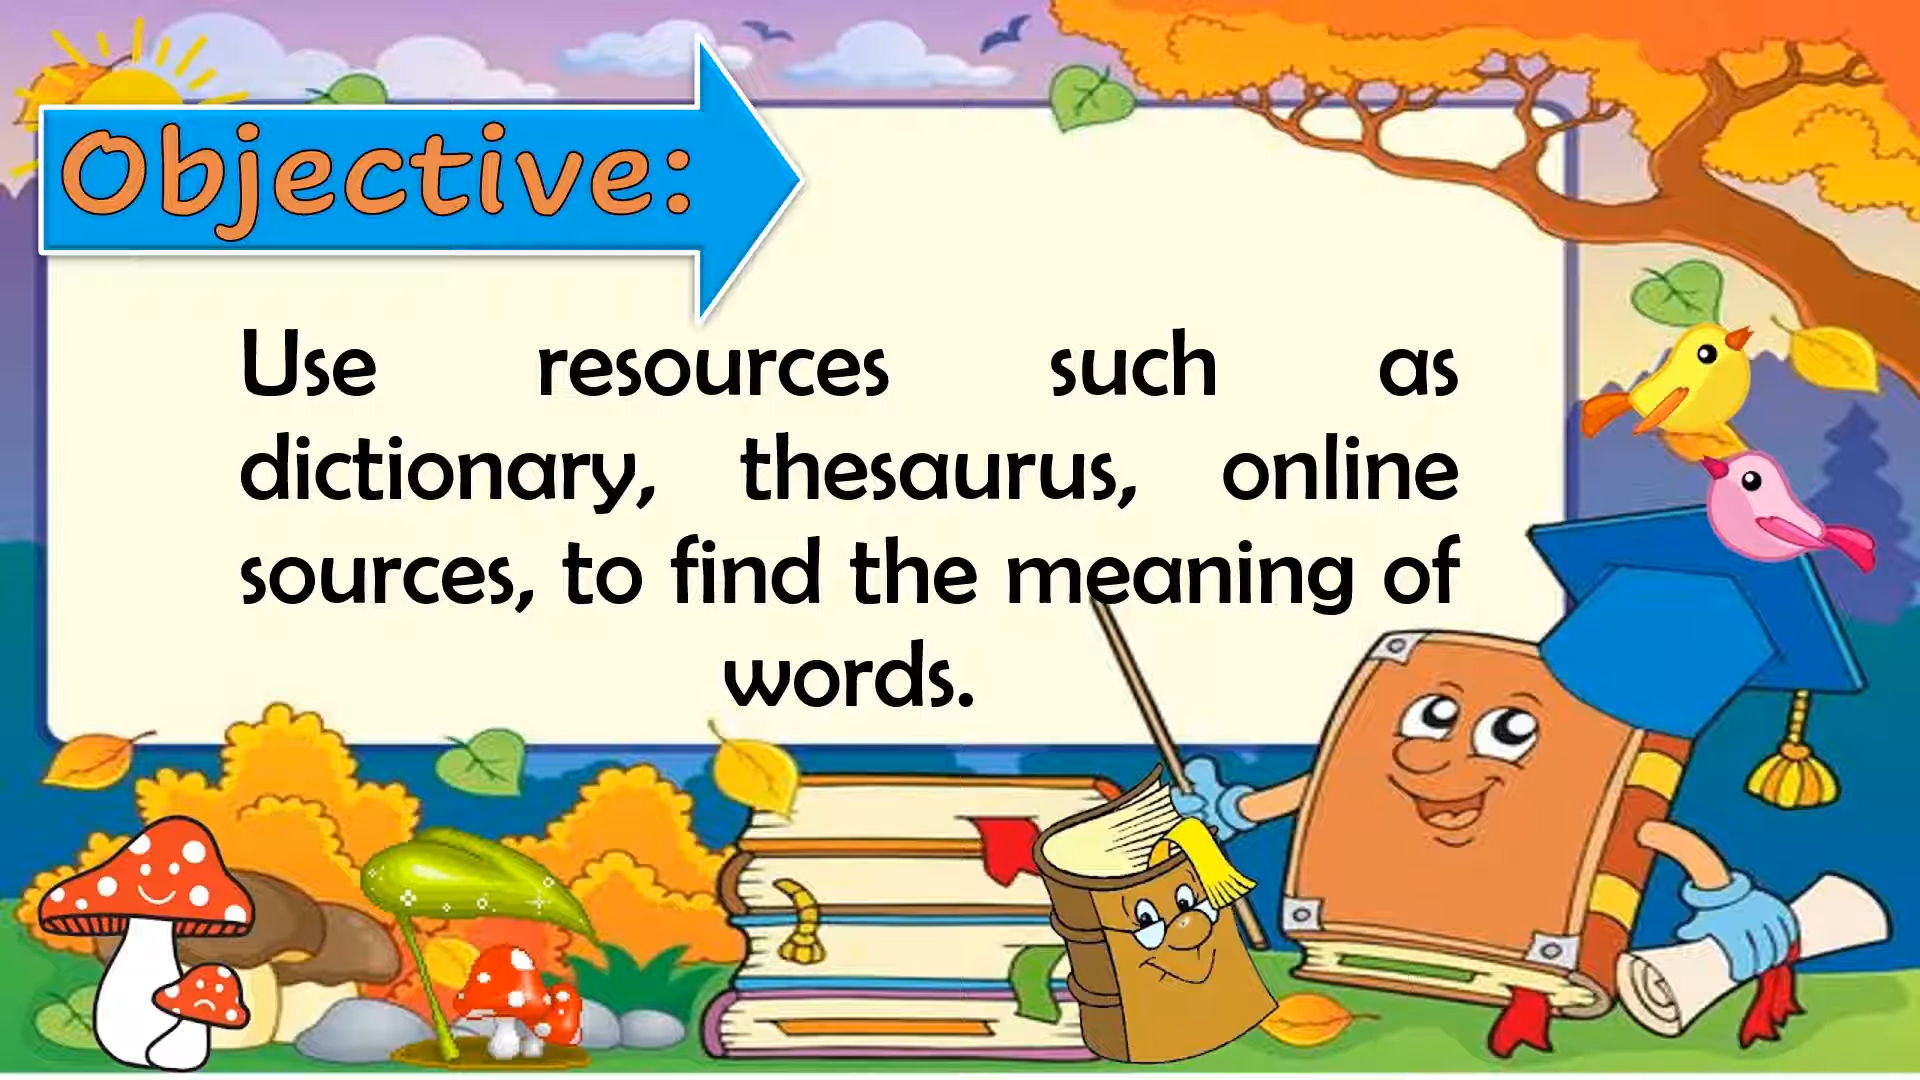 Objective:
Use resources such as
dictionary, thesaurus, online
sources, to find the meaning of
words.